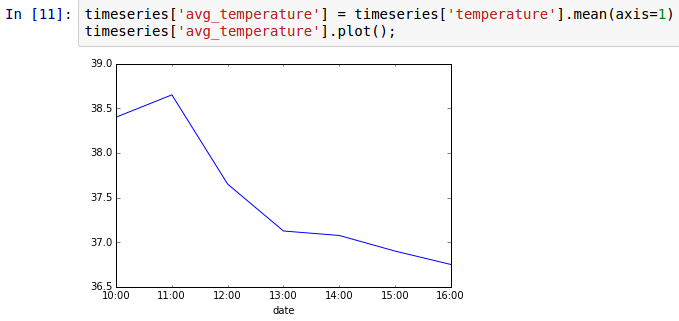 In [11]: timeseries['avg_temperature'] = timeseries['temperature'].mean(axis=1)
timeseries['avg_temperature'].plot();
39.0
38.5
38.0
37.5
37.0
36.5
10:00 11:00 12:00 13:00 14:00 15:00 16:00
date